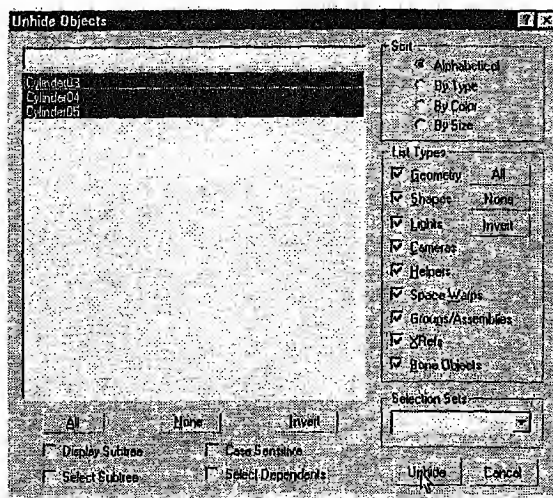 Unhide Objects
Cylinder03
Cylinder04
Cylinder05
All None Invert
Display Subtree Case Sensitive
Select Subtree Select Dependents
Sort
Alphabetical
By Type
By Color
By Size
List Types
Geometry All
Shapes None
Lights Invert
Cameras
Helpers
Space Warps
Groups/Assemblies
XRefs
Bone Objects
Selection Sets
Unhide Cancel